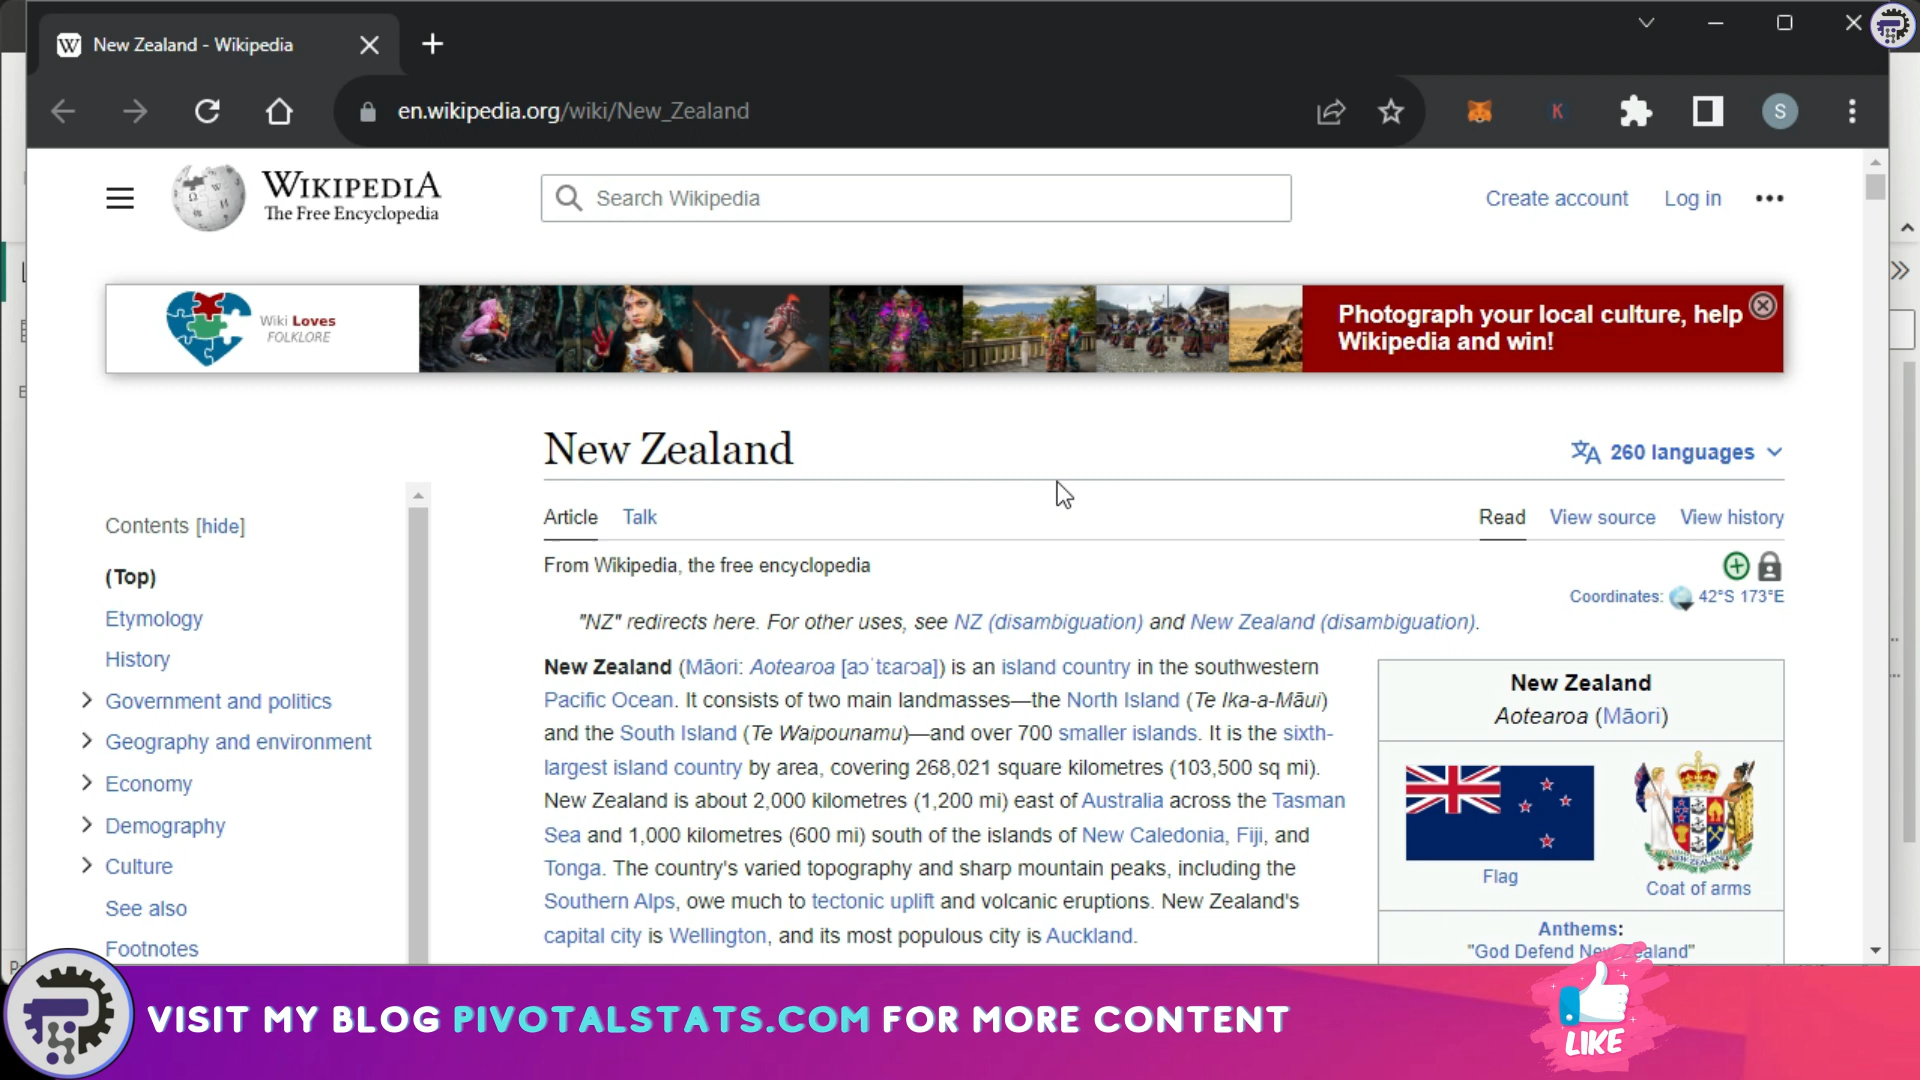 New Zealand - Wikipedia
en.wikipedia.org/wiki/New_Zealand
K
S
WIKIPEDIA
The Free Encyclopedia
Search Wikipedia
Create account
Log in
Wiki Loves
FOLKLORE
Photograph your local culture, help
Wikipedia and win!
New Zealand
260 languages
Contents [hide]
Article
Talk
Read
View source
View history
From Wikipedia, the free encyclopedia
Coordinates: 42°S 173°E
(Top)
Etymology
History
Government and politics
Geography and environment
Economy
Demography
Culture
See also
Footnotes
"NZ" redirects here. For other uses, see NZ (disambiguation) and New Zealand (disambiguation).
New Zealand (Māori: Aotearoa [aɔˈtɛaɾɔa]) is an island country in the southwestern
Pacific Ocean. It consists of two main landmasses—the North Island (Te Ika-a-Māui)
and the South Island (Te Waipounamu)—and over 700 smaller islands. It is the sixth-
largest island country by area, covering 268,021 square kilometres (103,500 sq mi).
New Zealand is about 2,000 kilometres (1,200 mi) east of Australia across the Tasman
Sea and 1,000 kilometres (600 mi) south of the islands of New Caledonia, Fiji, and
Tonga. The country's varied topography and sharp mountain peaks, including the
Southern Alps, owe much to tectonic uplift and volcanic eruptions. New Zealand's
capital city is Wellington, and its most populous city is Auckland.
New Zealand
Aotearoa (Māori)
Flag
Coat of arms
Anthems:
"God Defend New Zealand"
VISIT MY BLOG PIVOTALSTATS.COM FOR MORE CONTENT
LIKE